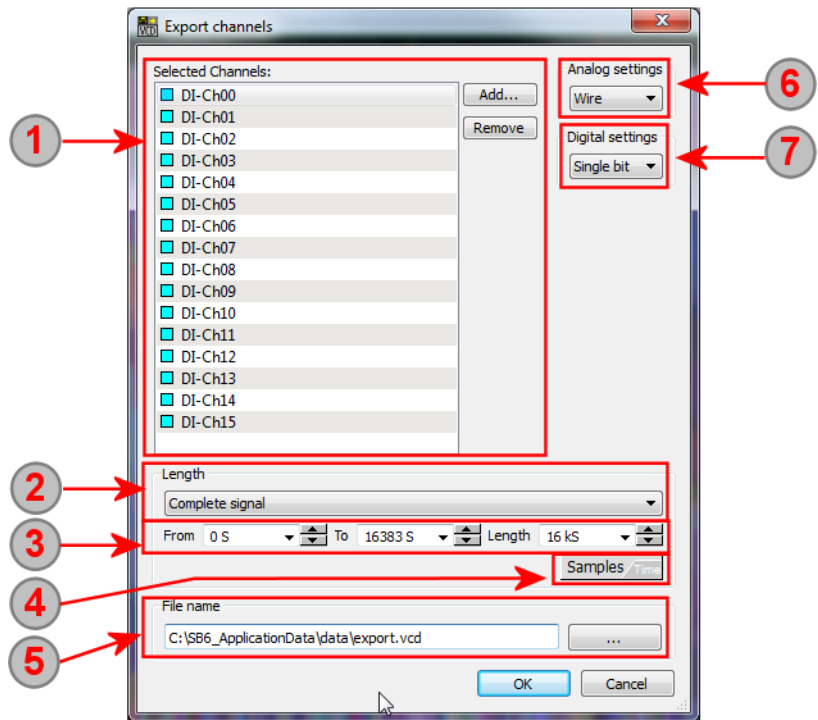 VCD Export channels
Selected Channels:
DI-Ch00
DI-Ch01
DI-Ch02
DI-Ch03
DI-Ch04
DI-Ch05
DI-Ch06
DI-Ch07
DI-Ch08
DI-Ch09
DI-Ch10
DI-Ch11
DI-Ch12
DI-Ch13
DI-Ch14
DI-Ch15
Add...
Remove
Analog settings
Wire
Digital settings
Single bit
1
6
7
Length
Complete signal
2
From 0 S To 16383 S Length 16 kS
3
Samples Time
4
File name
C:\SB6_ApplicationData\data\export.vcd ...
5
OK Cancel